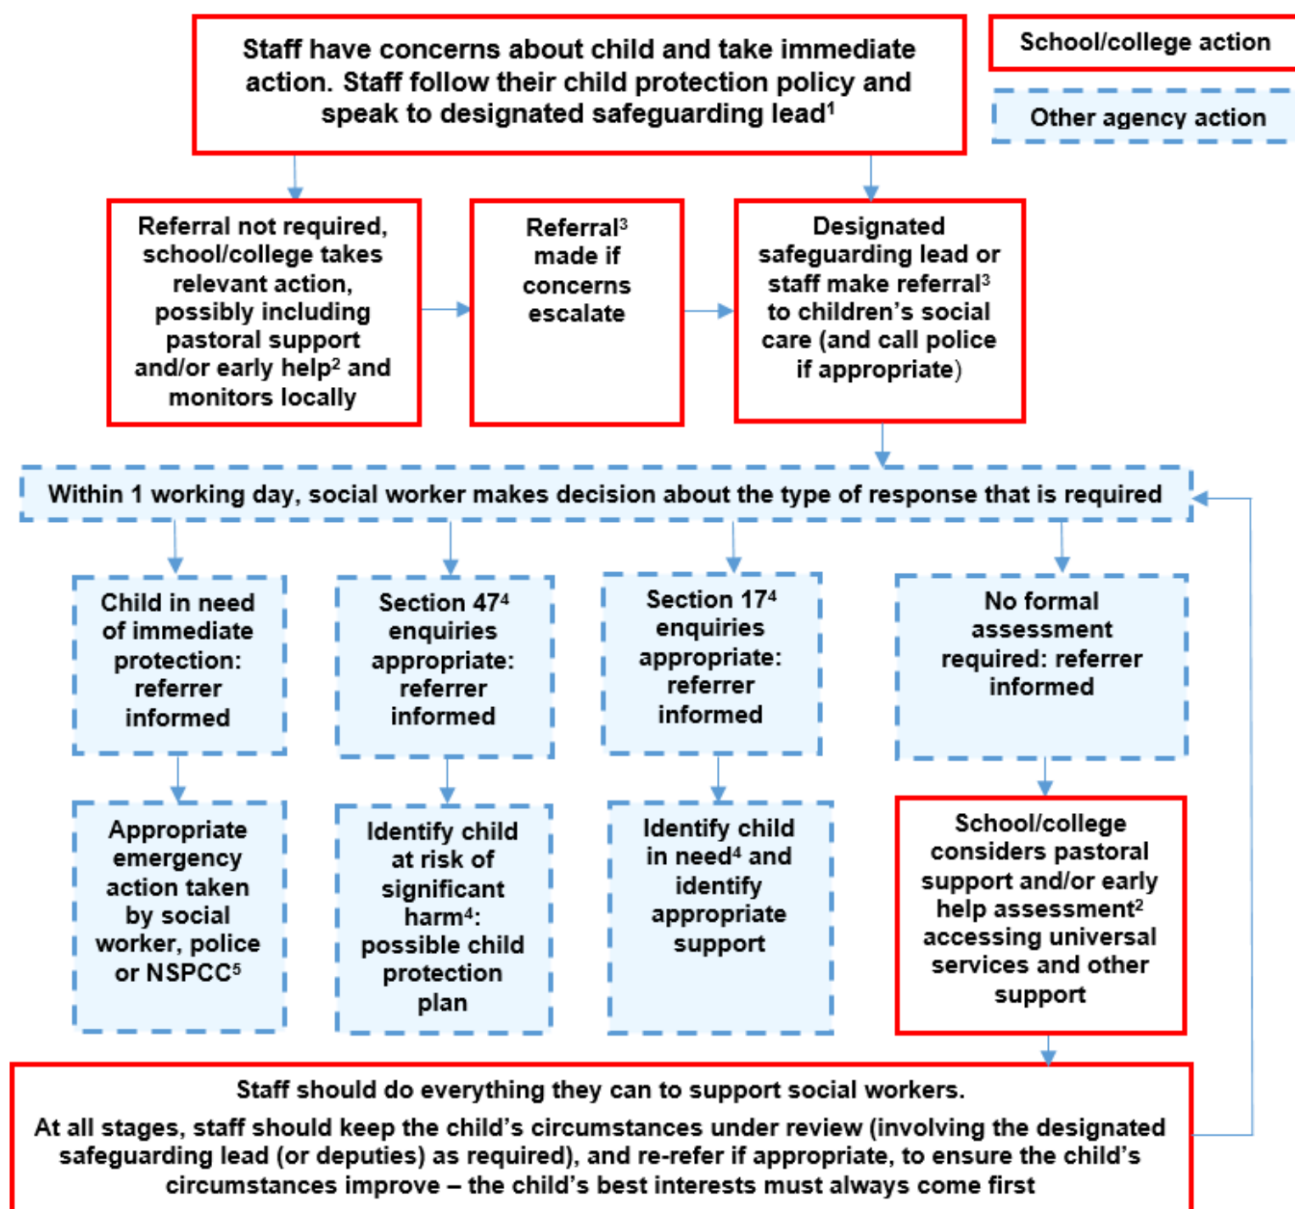 Staff have concerns about child and take immediate
action. Staff follow their child protection policy and
speak to designated safeguarding lead¹
School/college action
Other agency action
Referral not required,
school/college takes
relevant action,
possibly including
pastoral support
and/or early help² and
monitors locally
Referral³
made if
concerns
escalate
Designated
safeguarding lead or
staff make referral³
to children’s social
care (and call police
if appropriate)
Within 1 working day, social worker makes decision about the type of response that is required
Child in need
of immediate
protection:
referrer
informed
Section 47⁴
enquiries
appropriate:
referrer
informed
Section 17⁴
enquiries
appropriate:
referrer
informed
No formal
assessment
required: referrer
informed
Appropriate
emergency
action taken
by social
worker, police
or NSPCC⁵
Identify child
at risk of
significant
harm⁴:
possible child
protection
plan
Identify child
in need⁴ and
identify
appropriate
support
School/college
considers pastoral
support and/or early
help assessment²
accessing universal
services and other
support
Staff should do everything they can to support social workers.
At all stages, staff should keep the child’s circumstances under review (involving the designated
safeguarding lead (or deputies) as required), and re-refer if appropriate, to ensure the child’s
circumstances improve – the child’s best interests must always come first